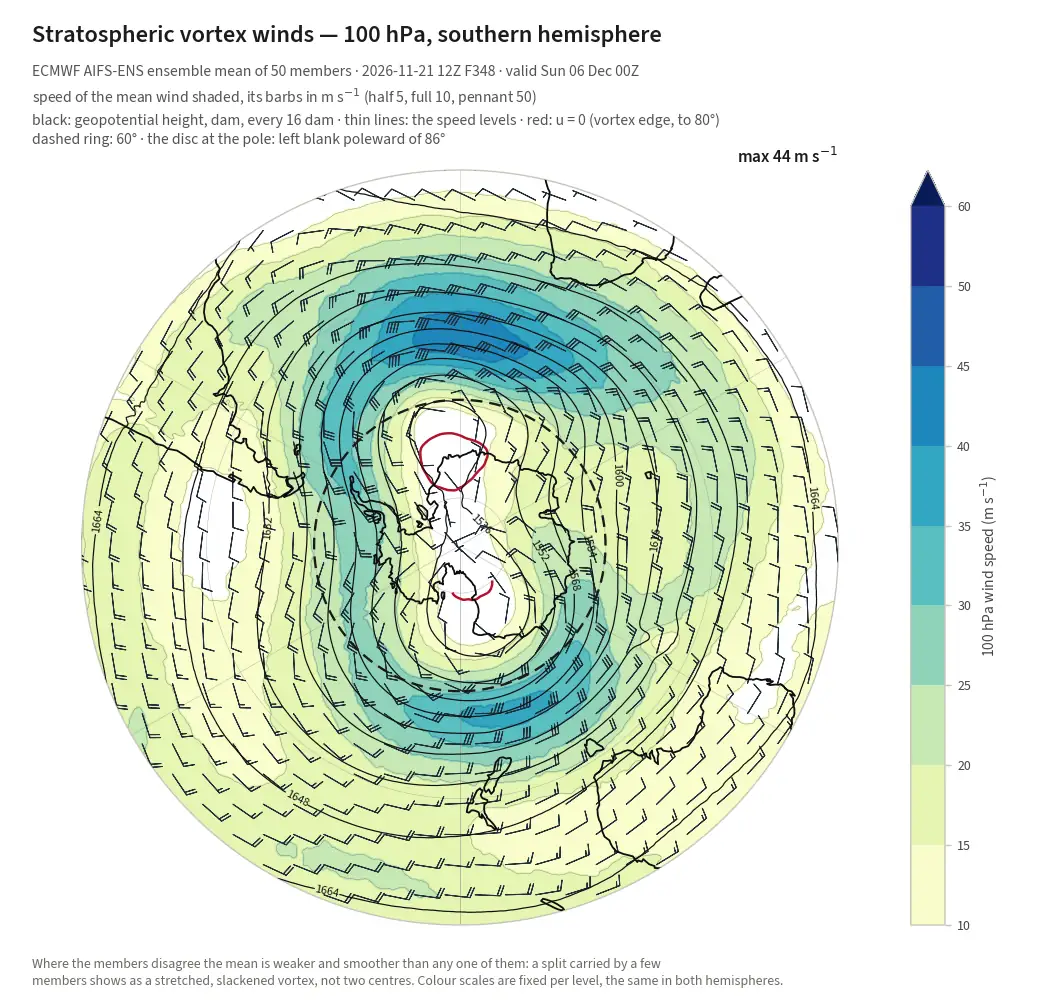 Stratospheric vortex winds — 100 hPa, southern hemisphere
ECMWF AIFS-ENS ensemble mean of 50 members · 2026-11-21 12Z F348 · valid Sun 06 Dec 00Z
speed of the mean wind shaded, its barbs in m s⁻¹ (half 5, full 10, pennant 50)
black: geopotential height, dam, every 16 dam · thin lines: the speed levels · red: u = 0 (vortex edge, to 80°)
dashed ring: 60° · the disc at the pole: left blank poleward of 86°
max 44 m s⁻¹
60
50
45
40
35
30
25
20
15
10
100 hPa wind speed (m s⁻¹)
1600
1664
1664
1632
1616
1552
1584
1568
1648
1664
Where the members disagree the mean is weaker and smoother than any one of them: a split carried by a few
members shows as a stretched, slackened vortex, not two centres. Colour scales are fixed per level, the same in both hemispheres.